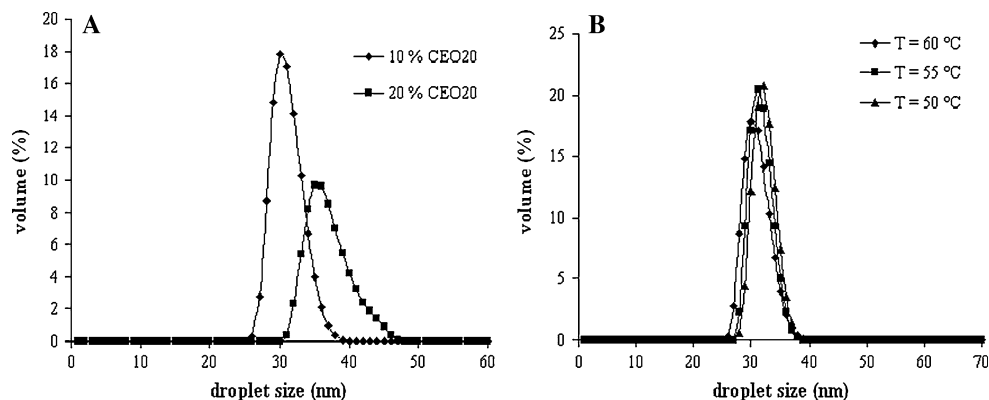 A
20
18
16
14
12
10
8
6
4
2
0
volume (%)
0 10 20 30 40 50 60
droplet size (nm)
10 % CEO20
20 % CEO20
B
25
20
15
10
5
0
volume (%)
0 10 20 30 40 50 60 70
droplet size (nm)
T = 60 °C
T = 55 °C
T = 50 °C